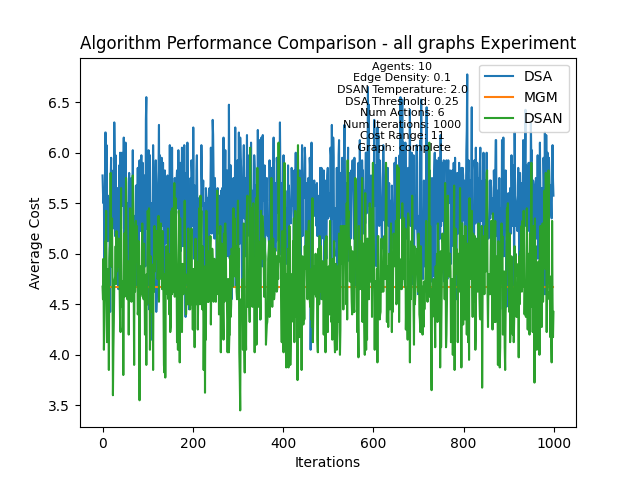 Algorithm Performance Comparison - all graphs Experiment
Agents: 10
Edge Density: 0.1
DSAN Temperature: 2.0
DSA Threshold: 0.25
Num Actions: 6
Num Iterations: 1000
Cost Range: 11
Graph: complete
DSA
MGM
DSAN
Average Cost
6.5
6.0
5.5
5.0
4.5
4.0
3.5
0 200 400 600 800 1000
Iterations